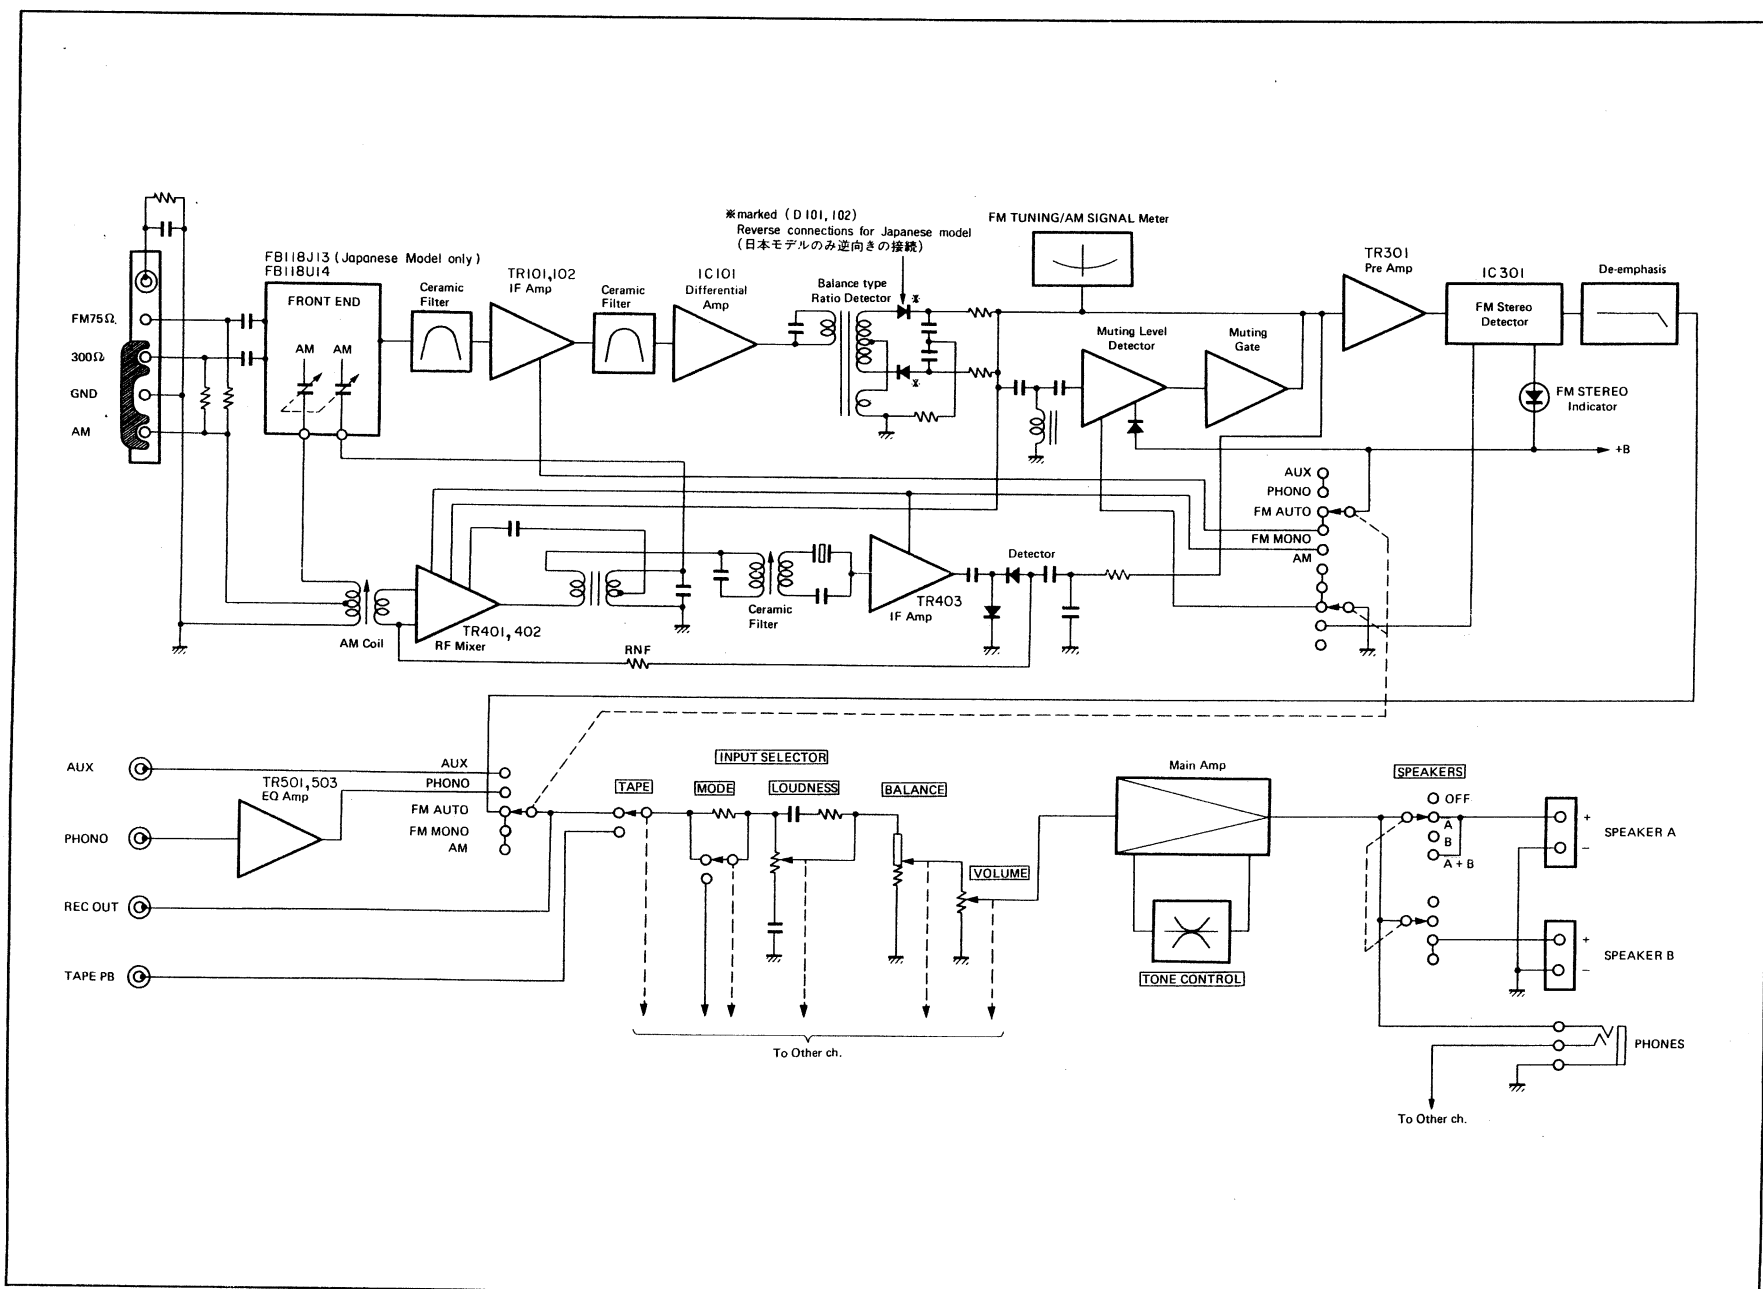 ※marked (D101, 102)
Reverse connections for Japanese model
(日本モデルのみ逆向きの接続)
FM TUNING/AM SIGNAL Meter
FB118J13 (Japanese Model only)
FB118U14
FRONT END
AM AM
Ceramic
Filter
TR101,102
IF Amp
Ceramic
Filter
IC101
Differential
Amp
Balance type
Ratio Detector
※
※
Muting Level
Detector
Muting
Gate
TR301
Pre Amp
IC301
FM Stereo
Detector
De-emphasis
FM STEREO
Indicator
+B
FM75Ω
300Ω
GND
AM
AUX
PHONO
FM AUTO
FM MONO
AM
AM Coil
TR401, 402
RF Mixer
Ceramic
Filter
TR403
IF Amp
Detector
RNF
AUX
PHONO
REC OUT
TAPE PB
TR501,503
EQ Amp
AUX
PHONO
FM AUTO
FM MONO
AM
INPUT SELECTOR
TAPE
MODE
LOUDNESS
BALANCE
VOLUME
To Other ch.
Main Amp
TONE CONTROL
SPEAKERS
OFF
A
B
A + B
+
SPEAKER A
−
+
SPEAKER B
−
PHONES
To Other ch.